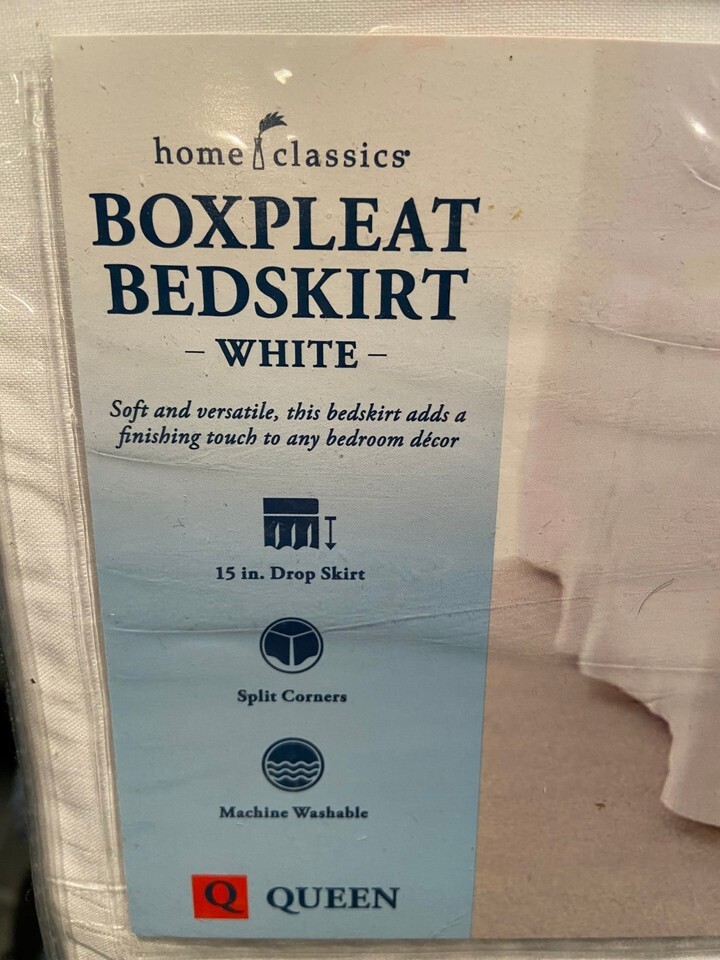 home classics®
BOXPLEAT
BEDSKIRT
– WHITE –
Soft and versatile, this bedskirt adds a
finishing touch to any bedroom décor
15 in. Drop Skirt
Split Corners
Machine Washable
Q QUEEN